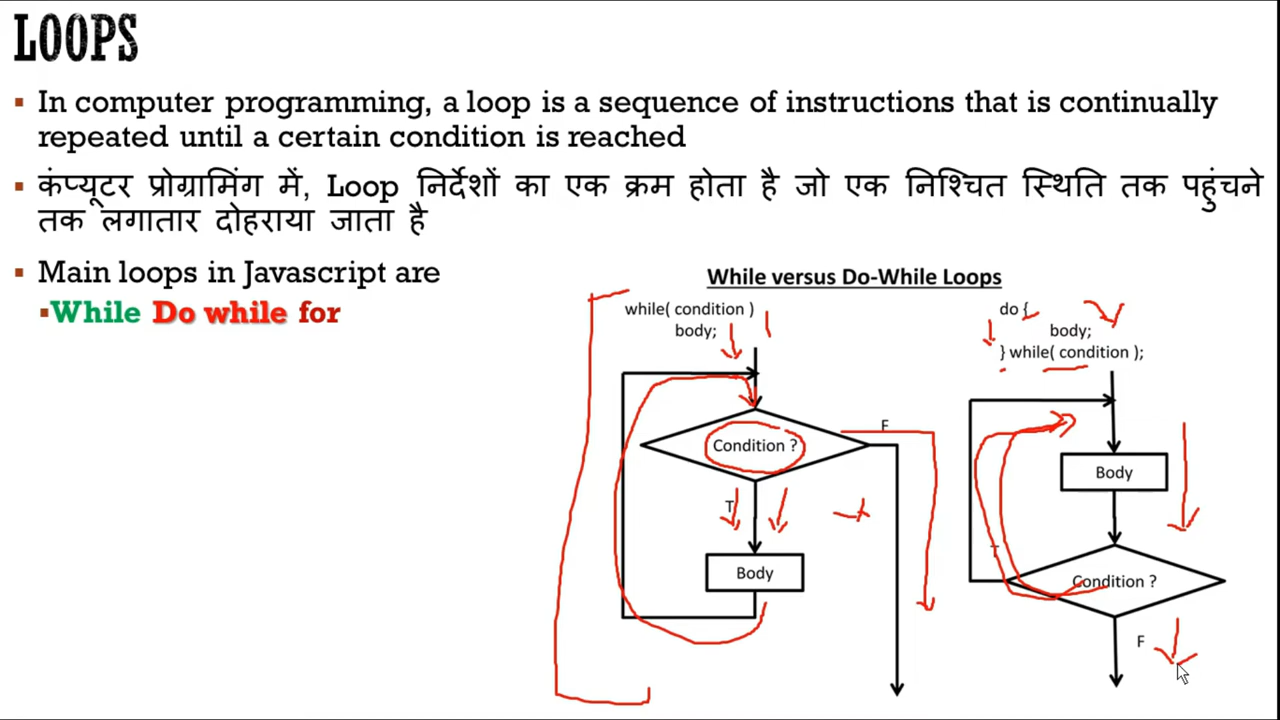 LOOPS
▪ In computer programming, a loop is a sequence of instructions that is continually
repeated until a certain condition is reached
▪ कंप्यूटर प्रोग्रामिंग में, Loop निर्देशों का एक क्रम होता है जो एक निश्चित स्थिति तक पहुंचने
तक लगातार दोहराया जाता है
▪ Main loops in Javascript are
▪While Do while for
While versus Do-While Loops
while( condition )
body;
do {
body;
} while( condition );
Condition ?
F
T
Body
Body
T
Condition ?
F